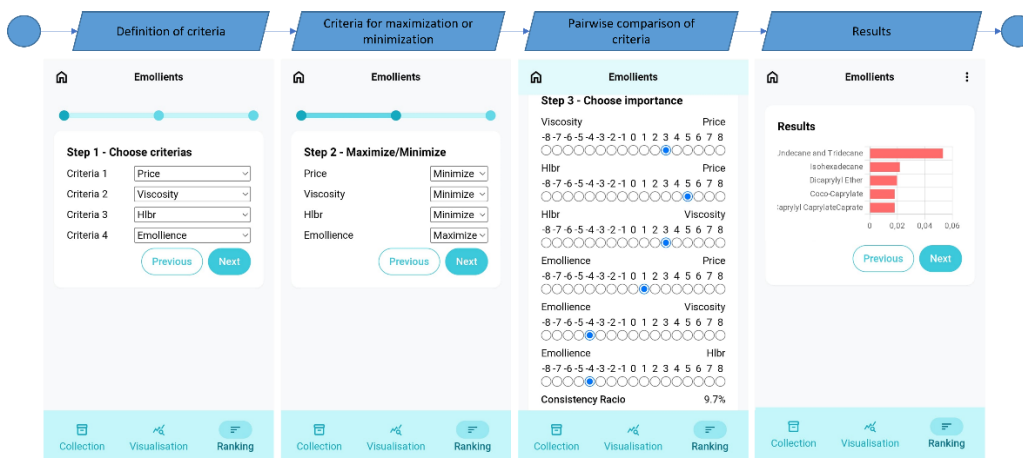 Definition of criteria
Criteria for maximization or
minimization
Pairwise comparison of
criteria
Results
Emollients
Step 1 - Choose criterias
Criteria 1 Price
Criteria 2 Viscosity
Criteria 3 Hlbr
Criteria 4 Emollience
Previous Next
Collection Visualisation Ranking
Emollients
Step 2 - Maximize/Minimize
Price Minimize
Viscosity Minimize
Hlbr Minimize
Emollience Maximize
Previous Next
Collection Visualisation Ranking
Emollients
Step 3 - Choose importance
Viscosity Price
-8 -7 -6 -5 -4 -3 -2 -1 0 1 2 3 4 5 6 7 8
Hlbr Price
-8 -7 -6 -5 -4 -3 -2 -1 0 1 2 3 4 5 6 7 8
Hlbr Viscosity
-8 -7 -6 -5 -4 -3 -2 -1 0 1 2 3 4 5 6 7 8
Emollience Price
-8 -7 -6 -5 -4 -3 -2 -1 0 1 2 3 4 5 6 7 8
Emollience Viscosity
-8 -7 -6 -5 -4 -3 -2 -1 0 1 2 3 4 5 6 7 8
Emollience Hlbr
-8 -7 -6 -5 -4 -3 -2 -1 0 1 2 3 4 5 6 7 8
Consistency Racio 9.7%
Collection Visualisation Ranking
Emollients
Results
Undecane and Tridecane
Isohexadecane
Dicaprylyl Ether
Coco-Caprylate
Caprylyl CaprylateCaprate
0 0,02 0,04 0,06
Previous Next
Collection Visualisation Ranking